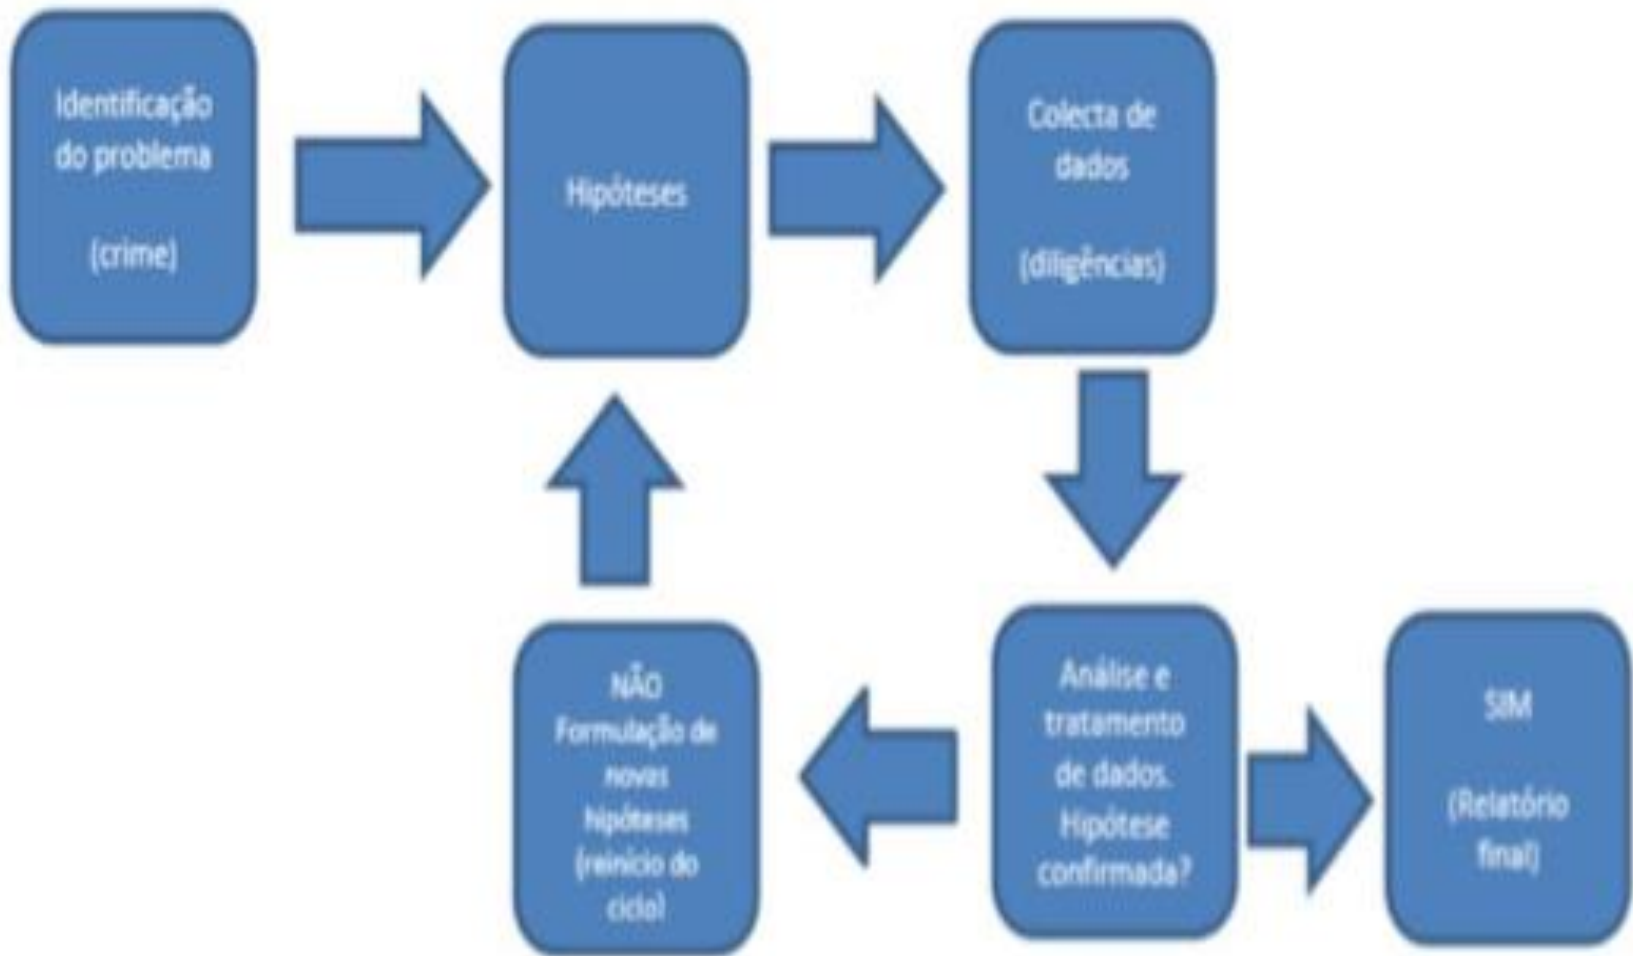 Identificação
do problema
(crime)
Hipóteses
Colecta de
dados
(diligências)
Análise e
tratamento
de dados.
Hipótese
confirmada?
SIM
(Relatório
final)
NÃO
Formulação de
novas
hipóteses
(reinício do
ciclo)